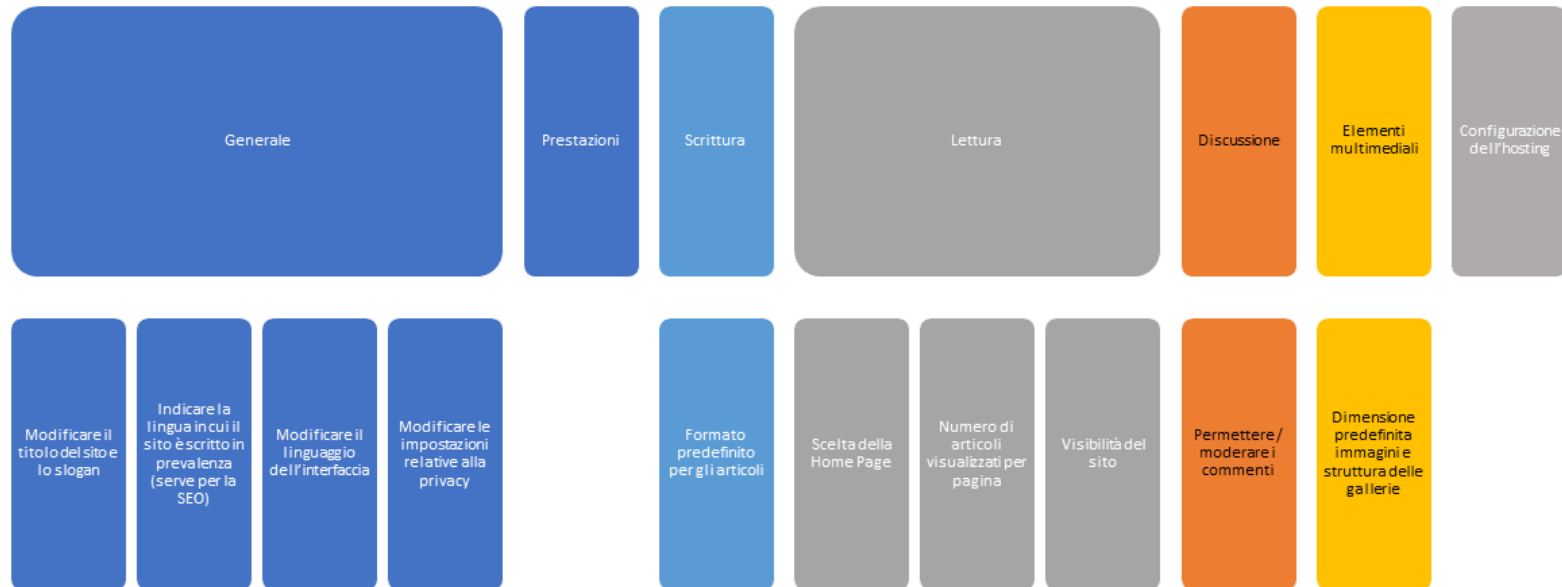 Generale
Prestazioni
Scrittura
Lettura
Discussione
Elementi
multimediali
Configurazione
dell'hosting
Modificare il
titolo del sito e
lo slogan
Indicare la
lingua in cui il
sito è scritto in
prevalenza
(serve per la
SEO)
Modificare il
linguaggio
dell'interfaccia
Modificare le
impostazioni
relative alla
privacy
Formato
predefinito
per gli articoli
Scelta della
Home Page
Numero di
articoli
visualizzati per
pagina
Visibilità del
sito
Permettere/
moderare i
commenti
Dimensione
predefinita
immagini e
struttura delle
gallerie